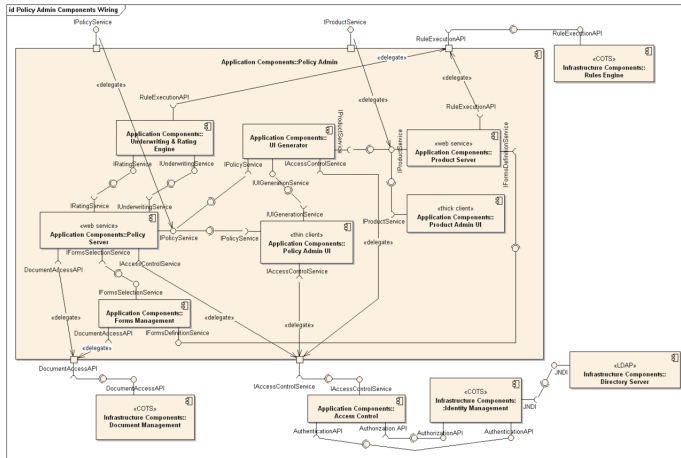 id Policy Admin Components Wiring
IPolicyService
IProductService
RuleExecutionAPI
RuleExecutionAPI
Application Components::Policy Admin
«delegate»
«COTS»
Infrastructure Components::
Rules Engine
«delegate»
«delegate»
«delegate»
RuleExecutionAPI
RuleExecutionAPI
Application Components::
Underwriting & Rating
Engine
Application Components::
UI Generator
IProductService
IProductService
«web service»
Application Components::
Product Server
IFormsDefinitionService
IRatingService
IUnderwritingService
IPolicyService
IAccessControlService
IUIGenerationService
IRatingService
IUnderwritingService
IUIGenerationService
IProductService
«thick client»
Application Components::
Product Admin UI
«web service»
Application Components::Policy
Server
IPolicyService
IPolicyService
«thin client»
Application Components::
Policy Admin UI
«delegate»
IFormsSelectionService
DocumentAccessAPI
IAccessControlService
IAccessControlService
IFormsSelectionService
Application Components::
Forms Management
«delegate»
«delegate»
«delegate»
DocumentAccessAPI
IFormsDefinitionService
«delegate»
DocumentAccessAPI
«LDAP»
Infrastructure Components::
Directory Server
JNDI
DocumentAccessAPI
IAccessControlService
IAccessControlService
«COTS»
Infrastructure Components::
Document Management
Application Components::
Access Control
«COTS»
Infrastructure Components:
:Identity Management
JNDI
AuthenticationAPI
Authorization API
AuthorizationAPI
AuthenticationAPI